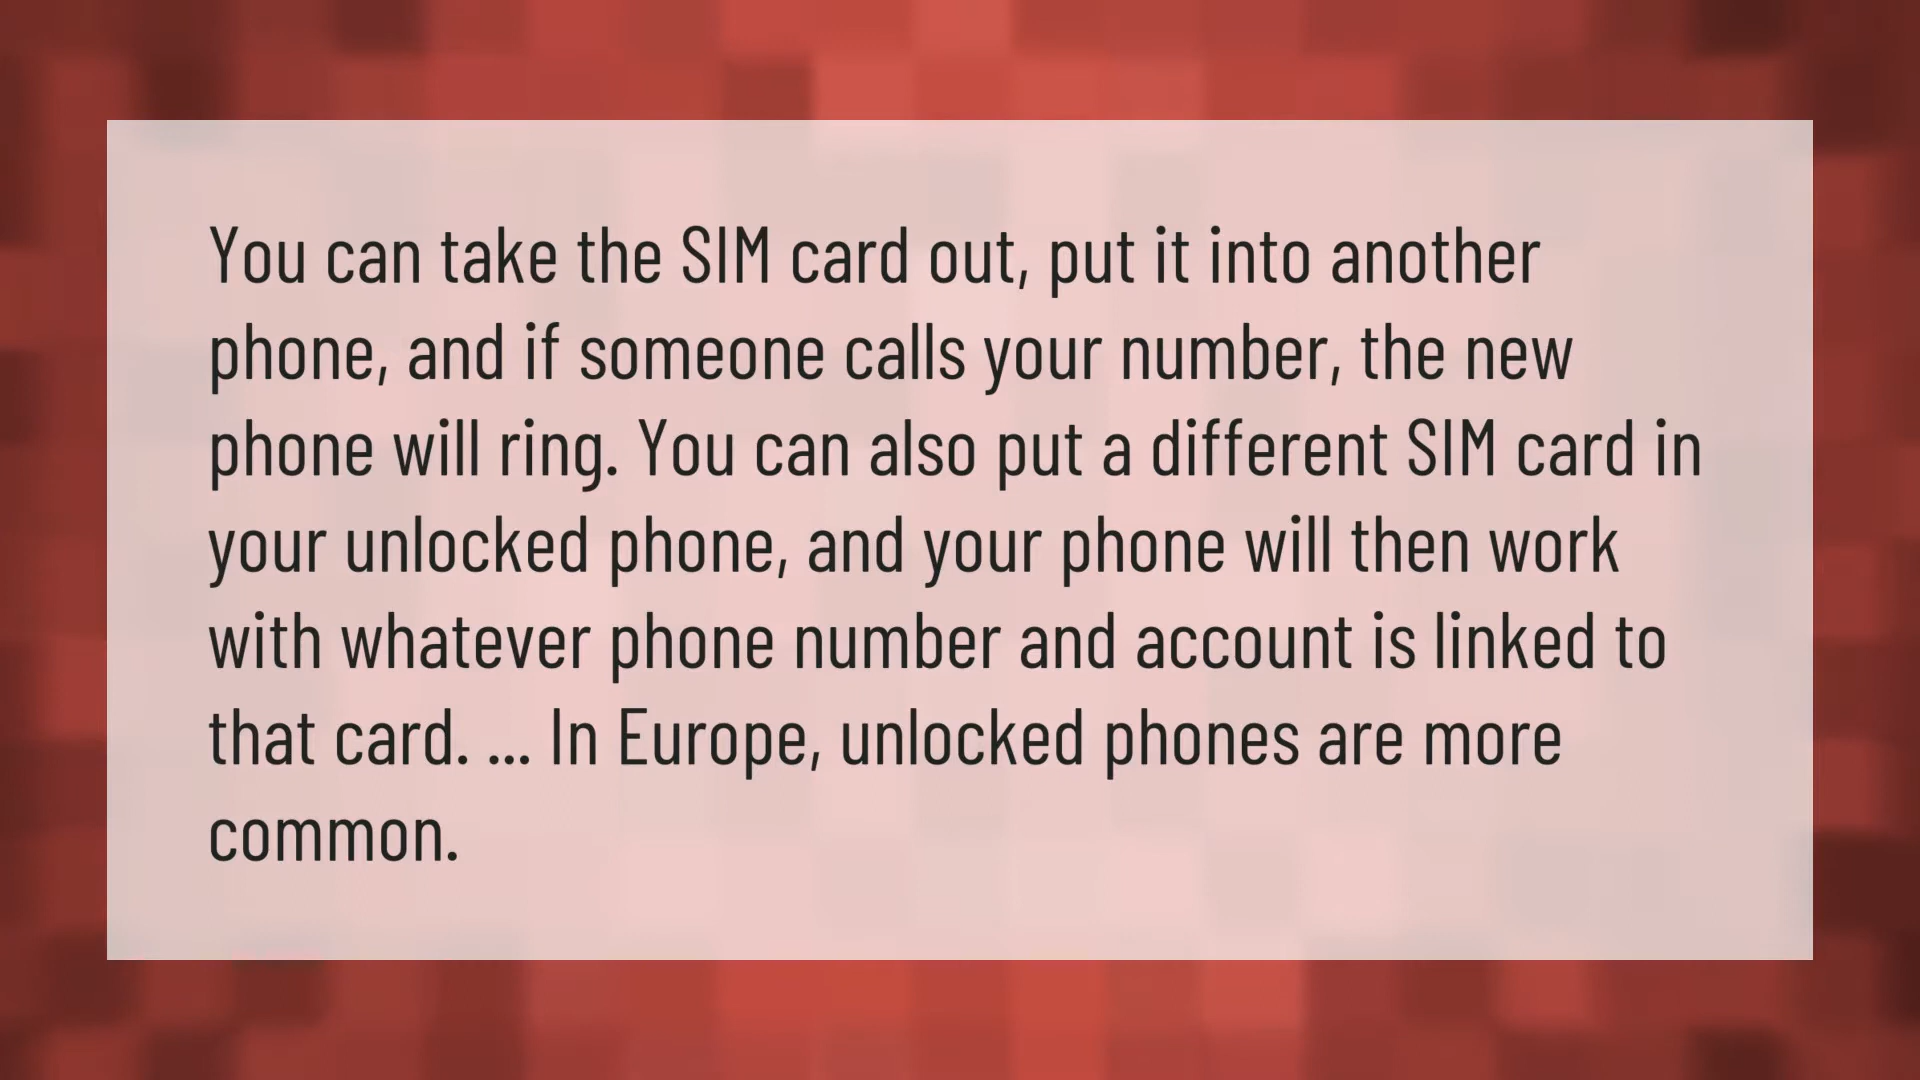 You can take the SIM card out, put it into another
phone, and if someone calls your number, the new
phone will ring. You can also put a different SIM card in
your unlocked phone, and your phone will then work
with whatever phone number and account is linked to
that card. ... In Europe, unlocked phones are more
common.